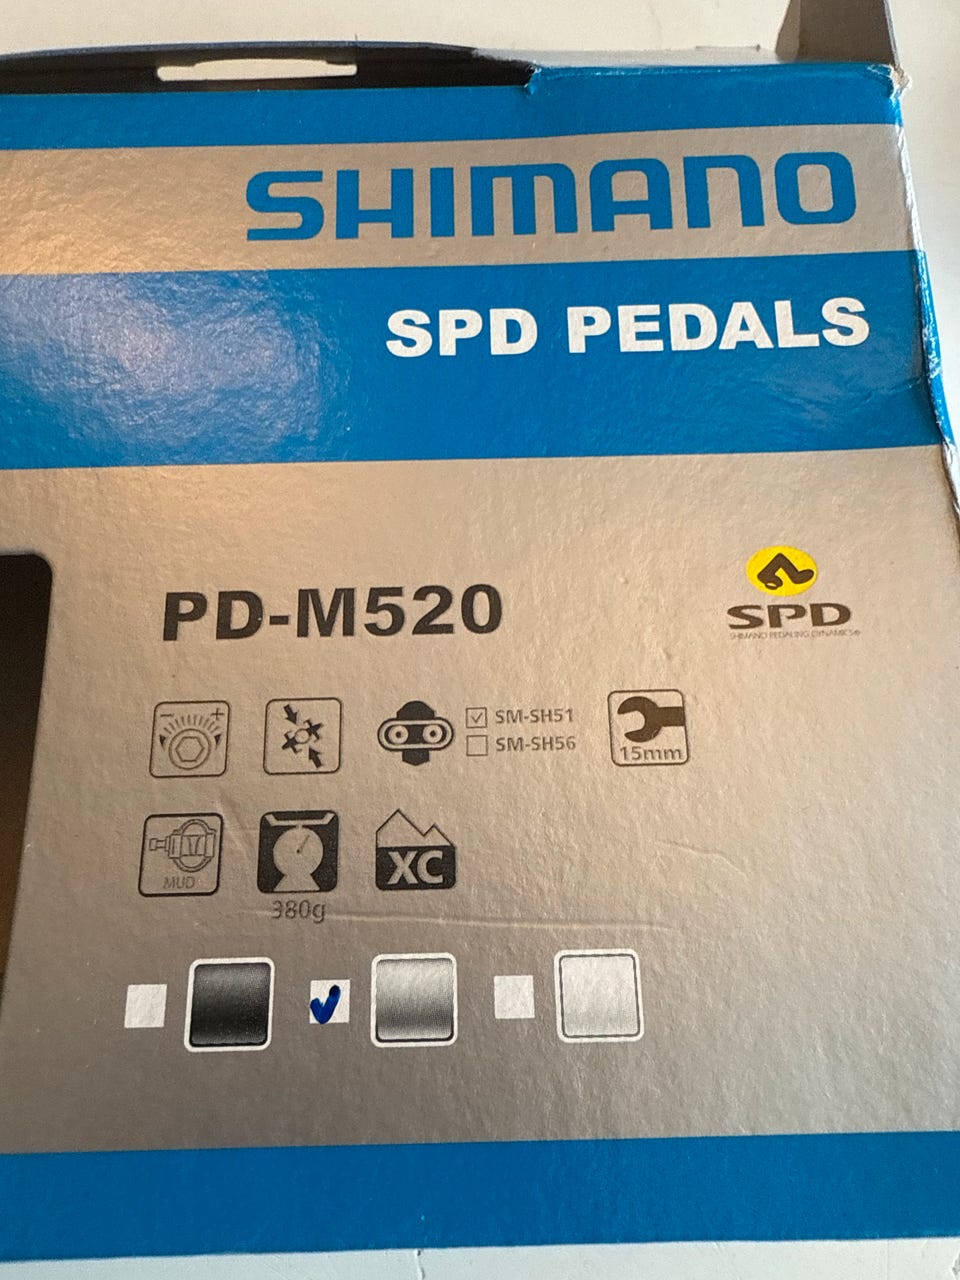 SHIMANO
SPD PEDALS
PD-M520
SPD
SHIMANO PEDALING DYNAMICS®
- +
SM-SH51
SM-SH56
15mm
MUD
380g
XC